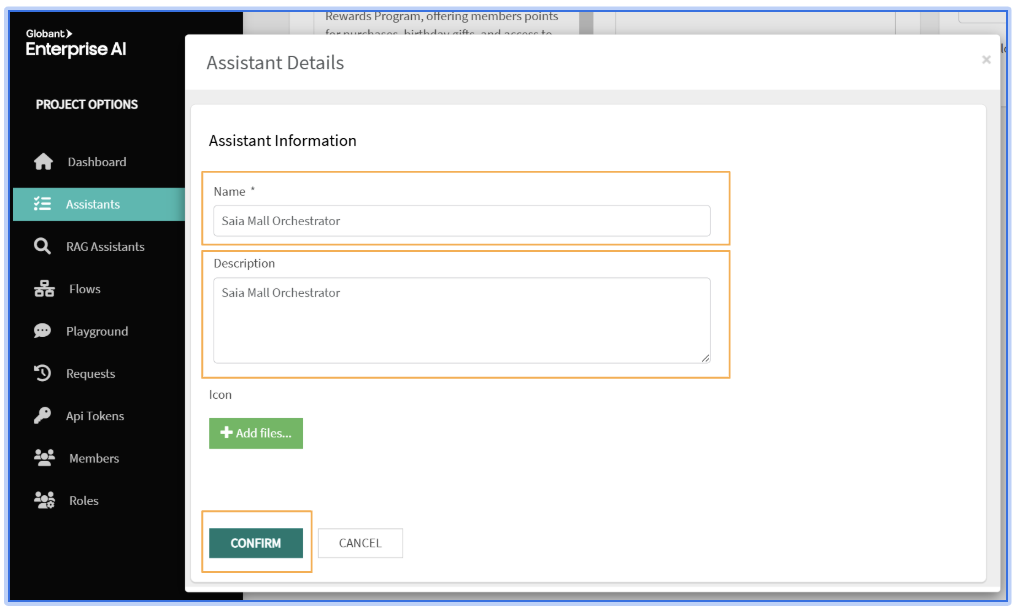 Globant
Enterprise AI
PROJECT OPTIONS
Dashboard
Assistants
RAG Assistants
Flows
Playground
Requests
Api Tokens
Members
Roles
Rewards Program, offering members points
for purchases, birthday gifts, and access to
Assistant Details
×
Assistant Information
Name *
Saia Mall Orchestrator
Description
Saia Mall Orchestrator
Icon
+ Add files...
CONFIRM
CANCEL